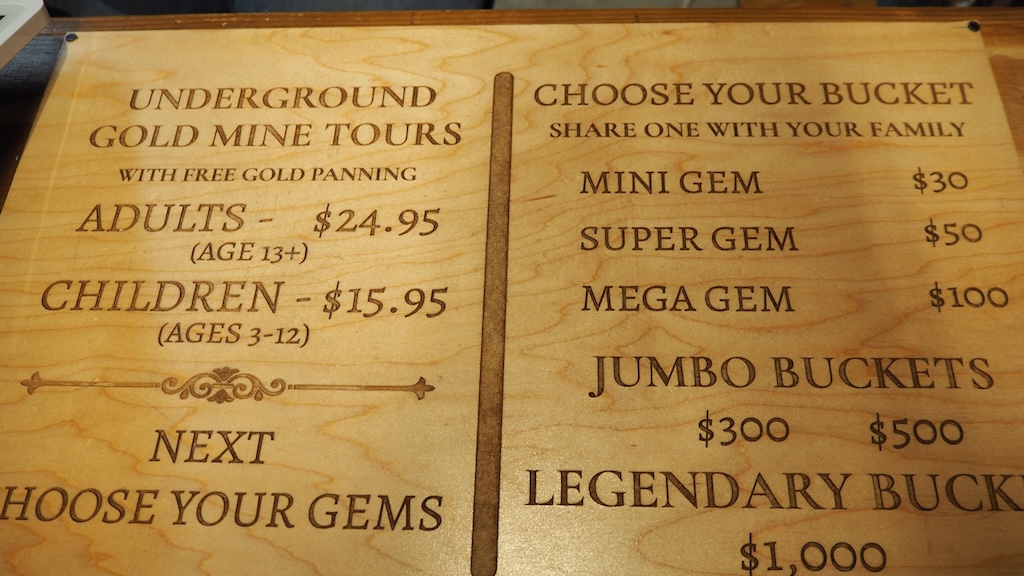 UNDERGROUND
GOLD MINE TOURS
WITH FREE GOLD PANNING
ADULTS - $24.95
(AGE 13+)
CHILDREN - $15.95
(AGES 3-12)
NEXT
HOOSE YOUR GEMS
CHOOSE YOUR BUCKET
SHARE ONE WITH YOUR FAMILY
MINI GEM $30
SUPER GEM $50
MEGA GEM $100
JUMBO BUCKETS
$300 $500
LEGENDARY BUCK
$1,000